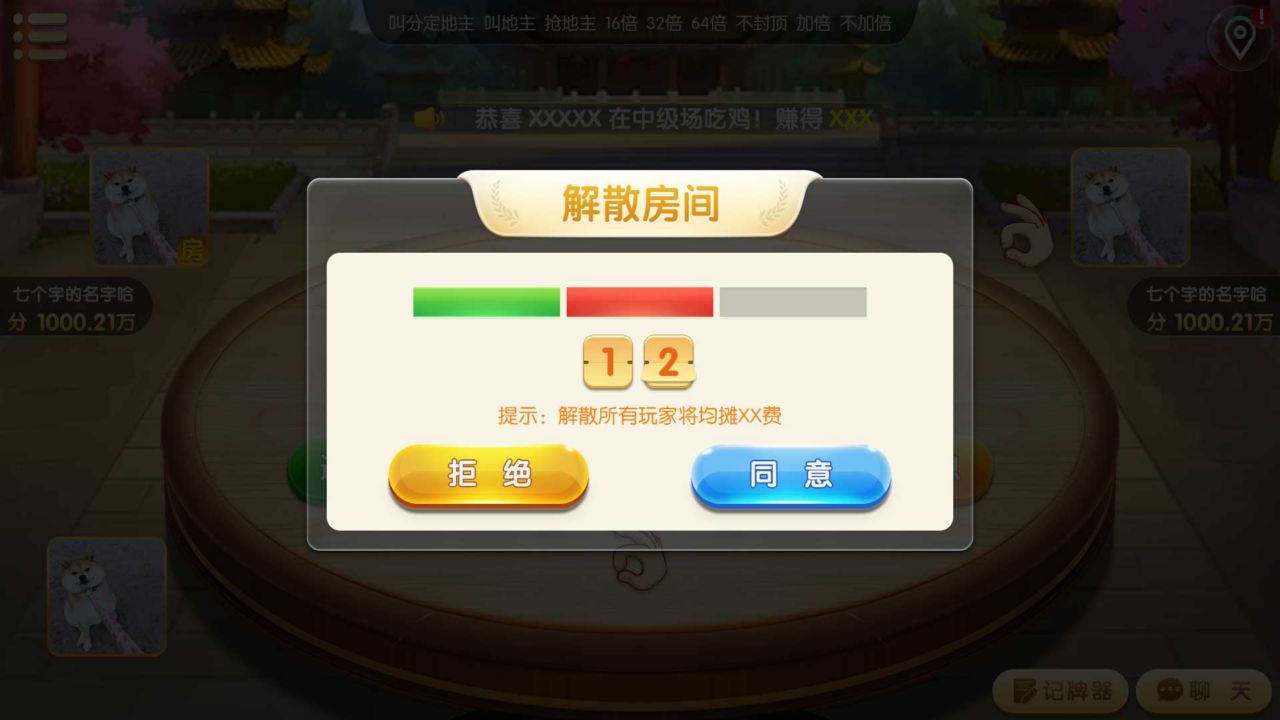 叫分定地主 叫地主 抢地主 16倍 32倍 64倍 不封顶 加倍 不加倍
!
恭喜 XXXXX 在中级场吃鸡！赚得 XXX
解散房间
房
七个字的名字哈
分 1000.21万
七个字的名字哈
分 1000.21万
1 2
提示：解散所有玩家将均摊XX费
拒 绝
同 意
记牌器
聊 天